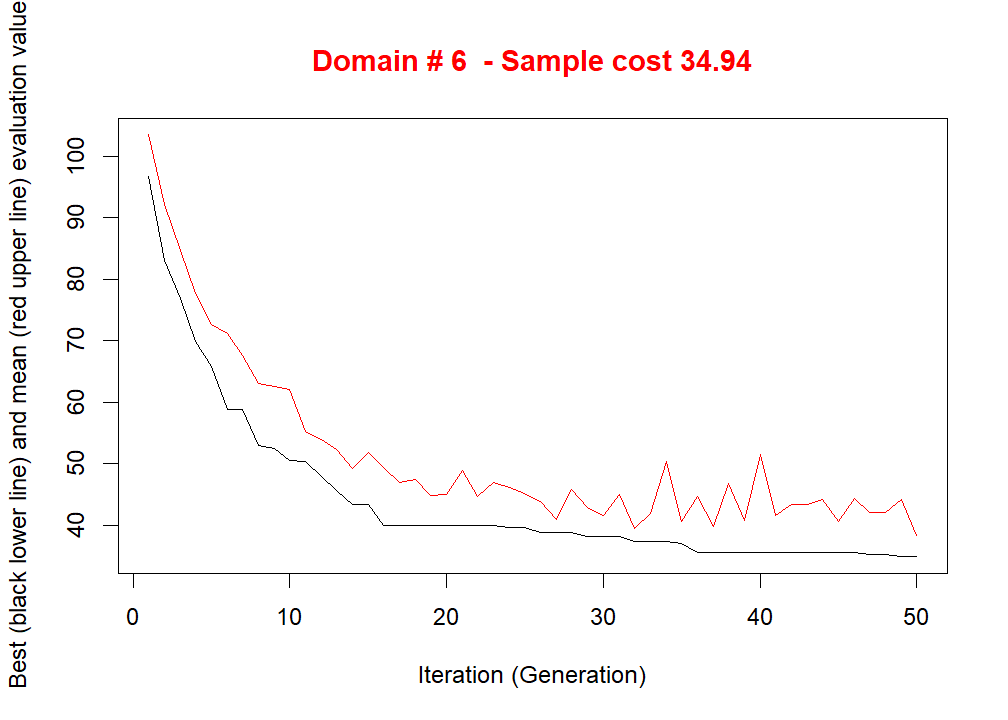 Domain # 6  - Sample cost 34.94
Best (black lower line) and mean (red upper line) evaluation value
100
90
80
70
60
50
40
0 10 20 30 40 50
Iteration (Generation)